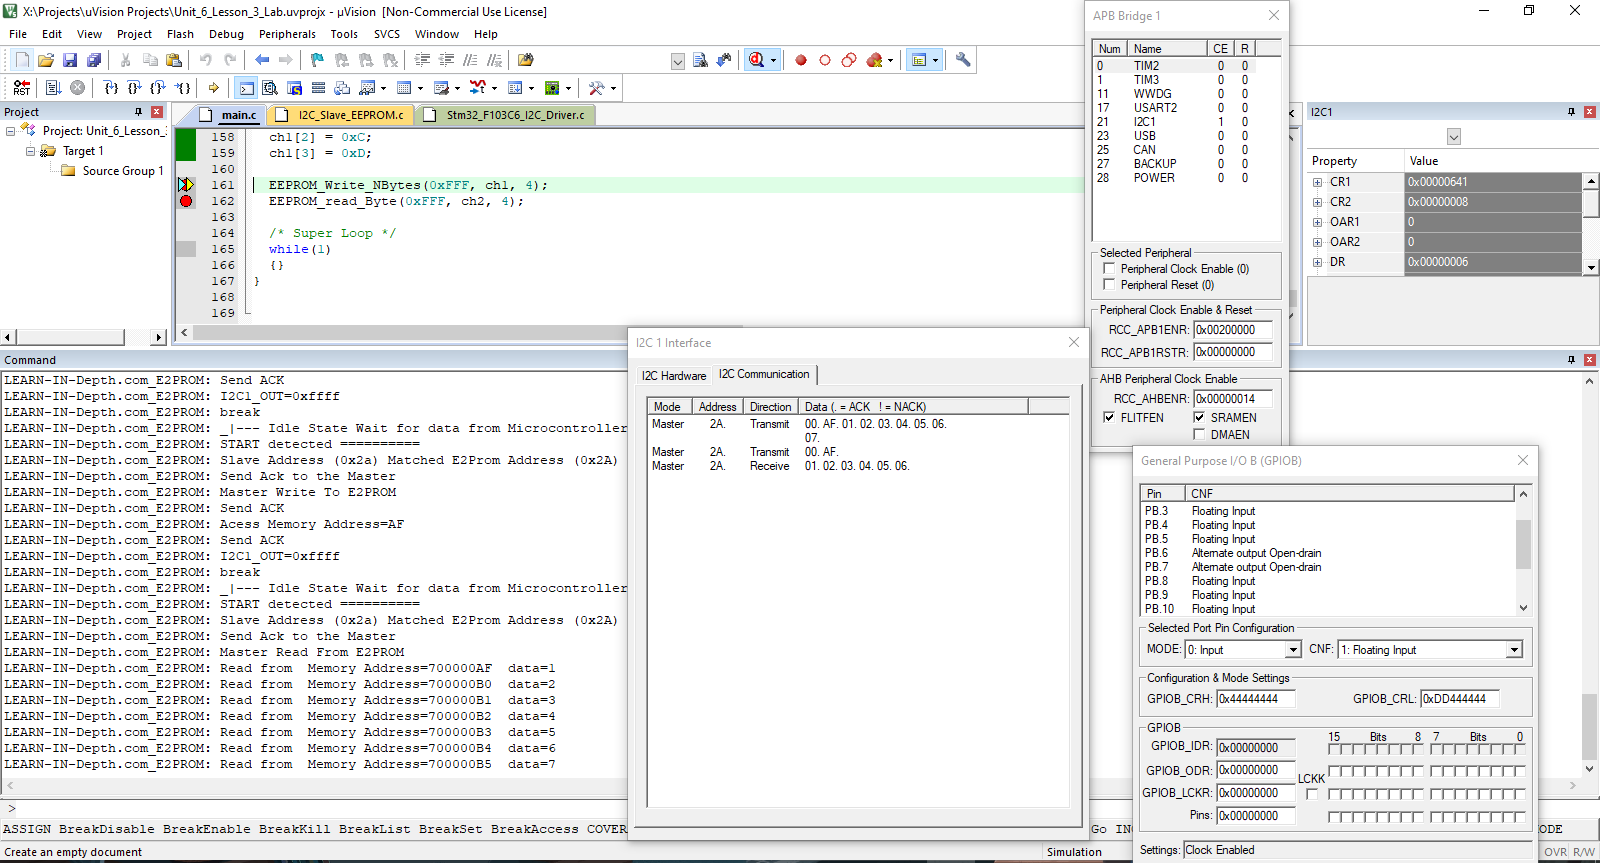 X:\Projects\uVision Projects\Unit_6_Lesson_3_Lab.uvprojx - µVision [Non-Commercial Use License]
File Edit View Project Flash Debug Peripherals Tools SVCS Window Help
RST
Project
Project: Unit_6_Lesson_
Target 1
Source Group 1
main.c I2C_Slave_EEPROM.c Stm32_F103C6_I2C_Driver.c
158 ch1[2] = 0xC;
159 ch1[3] = 0xD;
160
161 EEPROM_Write_NBytes(0xFFF, ch1, 4);
162 EEPROM_read_Byte(0xFFF, ch2, 4);
163
164 /* Super Loop */
165 while(1)
166 {}
167 }
168
169
APB Bridge 1
Num Name CE R
0 TIM2 0 0
1 TIM3 0 0
11 WWDG 0 0
17 USART2 0 0
21 I2C1 1 0
23 USB 0 0
25 CAN 0 0
27 BACKUP 0 0
28 POWER 0 0
Selected Peripheral
Peripheral Clock Enable (0)
Peripheral Reset (0)
Peripheral Clock Enable & Reset
RCC_APB1ENR: 0x00200000
RCC_APB1RSTR: 0x00000000
AHB Peripheral Clock Enable
RCC_AHBENR: 0x00000014
FLITFEN SRAMEN
DMAEN
I2C1
Property Value
CR1 0x00000641
CR2 0x00000008
OAR1 0
OAR2 0
DR 0x00000006
Command
LEARN-IN-Depth.com_E2PROM: Send ACK
LEARN-IN-Depth.com_E2PROM: I2C1_OUT=0xffff
LEARN-IN-Depth.com_E2PROM: break
LEARN-IN-Depth.com_E2PROM: _|--- Idle State Wait for data from Microcontroller
LEARN-IN-Depth.com_E2PROM: START detected ==========
LEARN-IN-Depth.com_E2PROM: Slave Address (0x2a) Matched E2Prom Address (0x2A)
LEARN-IN-Depth.com_E2PROM: Send Ack to the Master
LEARN-IN-Depth.com_E2PROM: Master Write To E2PROM
LEARN-IN-Depth.com_E2PROM: Send ACK
LEARN-IN-Depth.com_E2PROM: Acess Memory Address=AF
LEARN-IN-Depth.com_E2PROM: Send ACK
LEARN-IN-Depth.com_E2PROM: I2C1_OUT=0xffff
LEARN-IN-Depth.com_E2PROM: break
LEARN-IN-Depth.com_E2PROM: _|--- Idle State Wait for data from Microcontroller
LEARN-IN-Depth.com_E2PROM: START detected ==========
LEARN-IN-Depth.com_E2PROM: Slave Address (0x2a) Matched E2Prom Address (0x2A)
LEARN-IN-Depth.com_E2PROM: Send Ack to the Master
LEARN-IN-Depth.com_E2PROM: Master Read From E2PROM
LEARN-IN-Depth.com_E2PROM: Read from Memory Address=700000AF data=1
LEARN-IN-Depth.com_E2PROM: Read from Memory Address=700000B0 data=2
LEARN-IN-Depth.com_E2PROM: Read from Memory Address=700000B1 data=3
LEARN-IN-Depth.com_E2PROM: Read from Memory Address=700000B2 data=4
LEARN-IN-Depth.com_E2PROM: Read from Memory Address=700000B3 data=5
LEARN-IN-Depth.com_E2PROM: Read from Memory Address=700000B4 data=6
LEARN-IN-Depth.com_E2PROM: Read from Memory Address=700000B5 data=7
>
ASSIGN BreakDisable BreakEnable BreakKill BreakList BreakSet BreakAccess COVER
Go IN
ODE
Create an empty document
Simulation
OVR R/W
I2C 1 Interface
I2C Hardware I2C Communication
Mode Address Direction Data (. = ACK ! = NACK)
Master 2A. Transmit 00. AF. 01. 02. 03. 04. 05. 06.
07.
Master 2A. Transmit 00. AF.
Master 2A. Receive 01. 02. 03. 04. 05. 06.
General Purpose I/O B (GPIOB)
Pin CNF
PB.3 Floating Input
PB.4 Floating Input
PB.5 Floating Input
PB.6 Alternate output Open-drain
PB.7 Alternate output Open-drain
PB.8 Floating Input
PB.9 Floating Input
PB.10 Floating Input
Selected Port Pin Configuration
MODE: 0: Input CNF: 1: Floating Input
Configuration & Mode Settings
GPIOB_CRH: 0x44444444 GPIOB_CRL: 0xDD444444
GPIOB
15 Bits 8 7 Bits 0
GPIOB_IDR: 0x00000000
GPIOB_ODR: 0x00000000
LCKK
GPIOB_LCKR: 0x00000000
Pins: 0x00000000
Settings: Clock Enabled